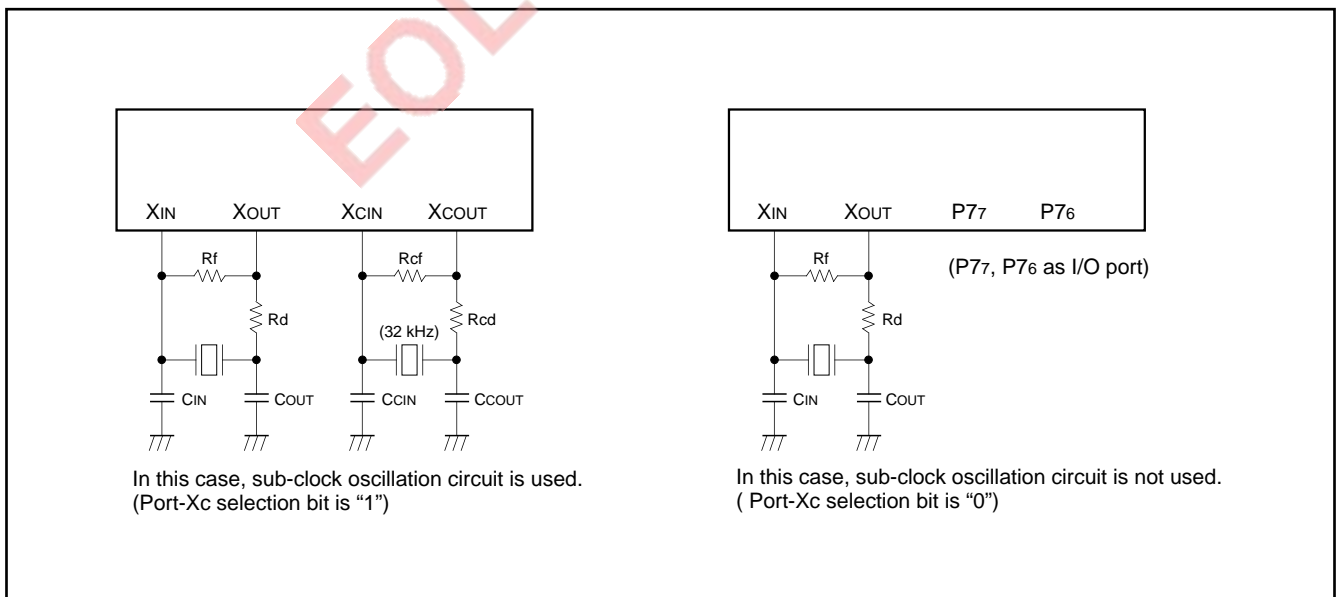 EOL
XIN XOUT XCIN XCOUT
Rf Rcf
Rd (32 kHz) Rcd
CIN COUT CCIN CCOUT
In this case, sub-clock oscillation circuit is used.
(Port-Xc selection bit is “1”)
XIN XOUT P77 P76
Rf (P77, P76 as I/O port)
Rd
CIN COUT
In this case, sub-clock oscillation circuit is not used.
( Port-Xc selection bit is “0”)